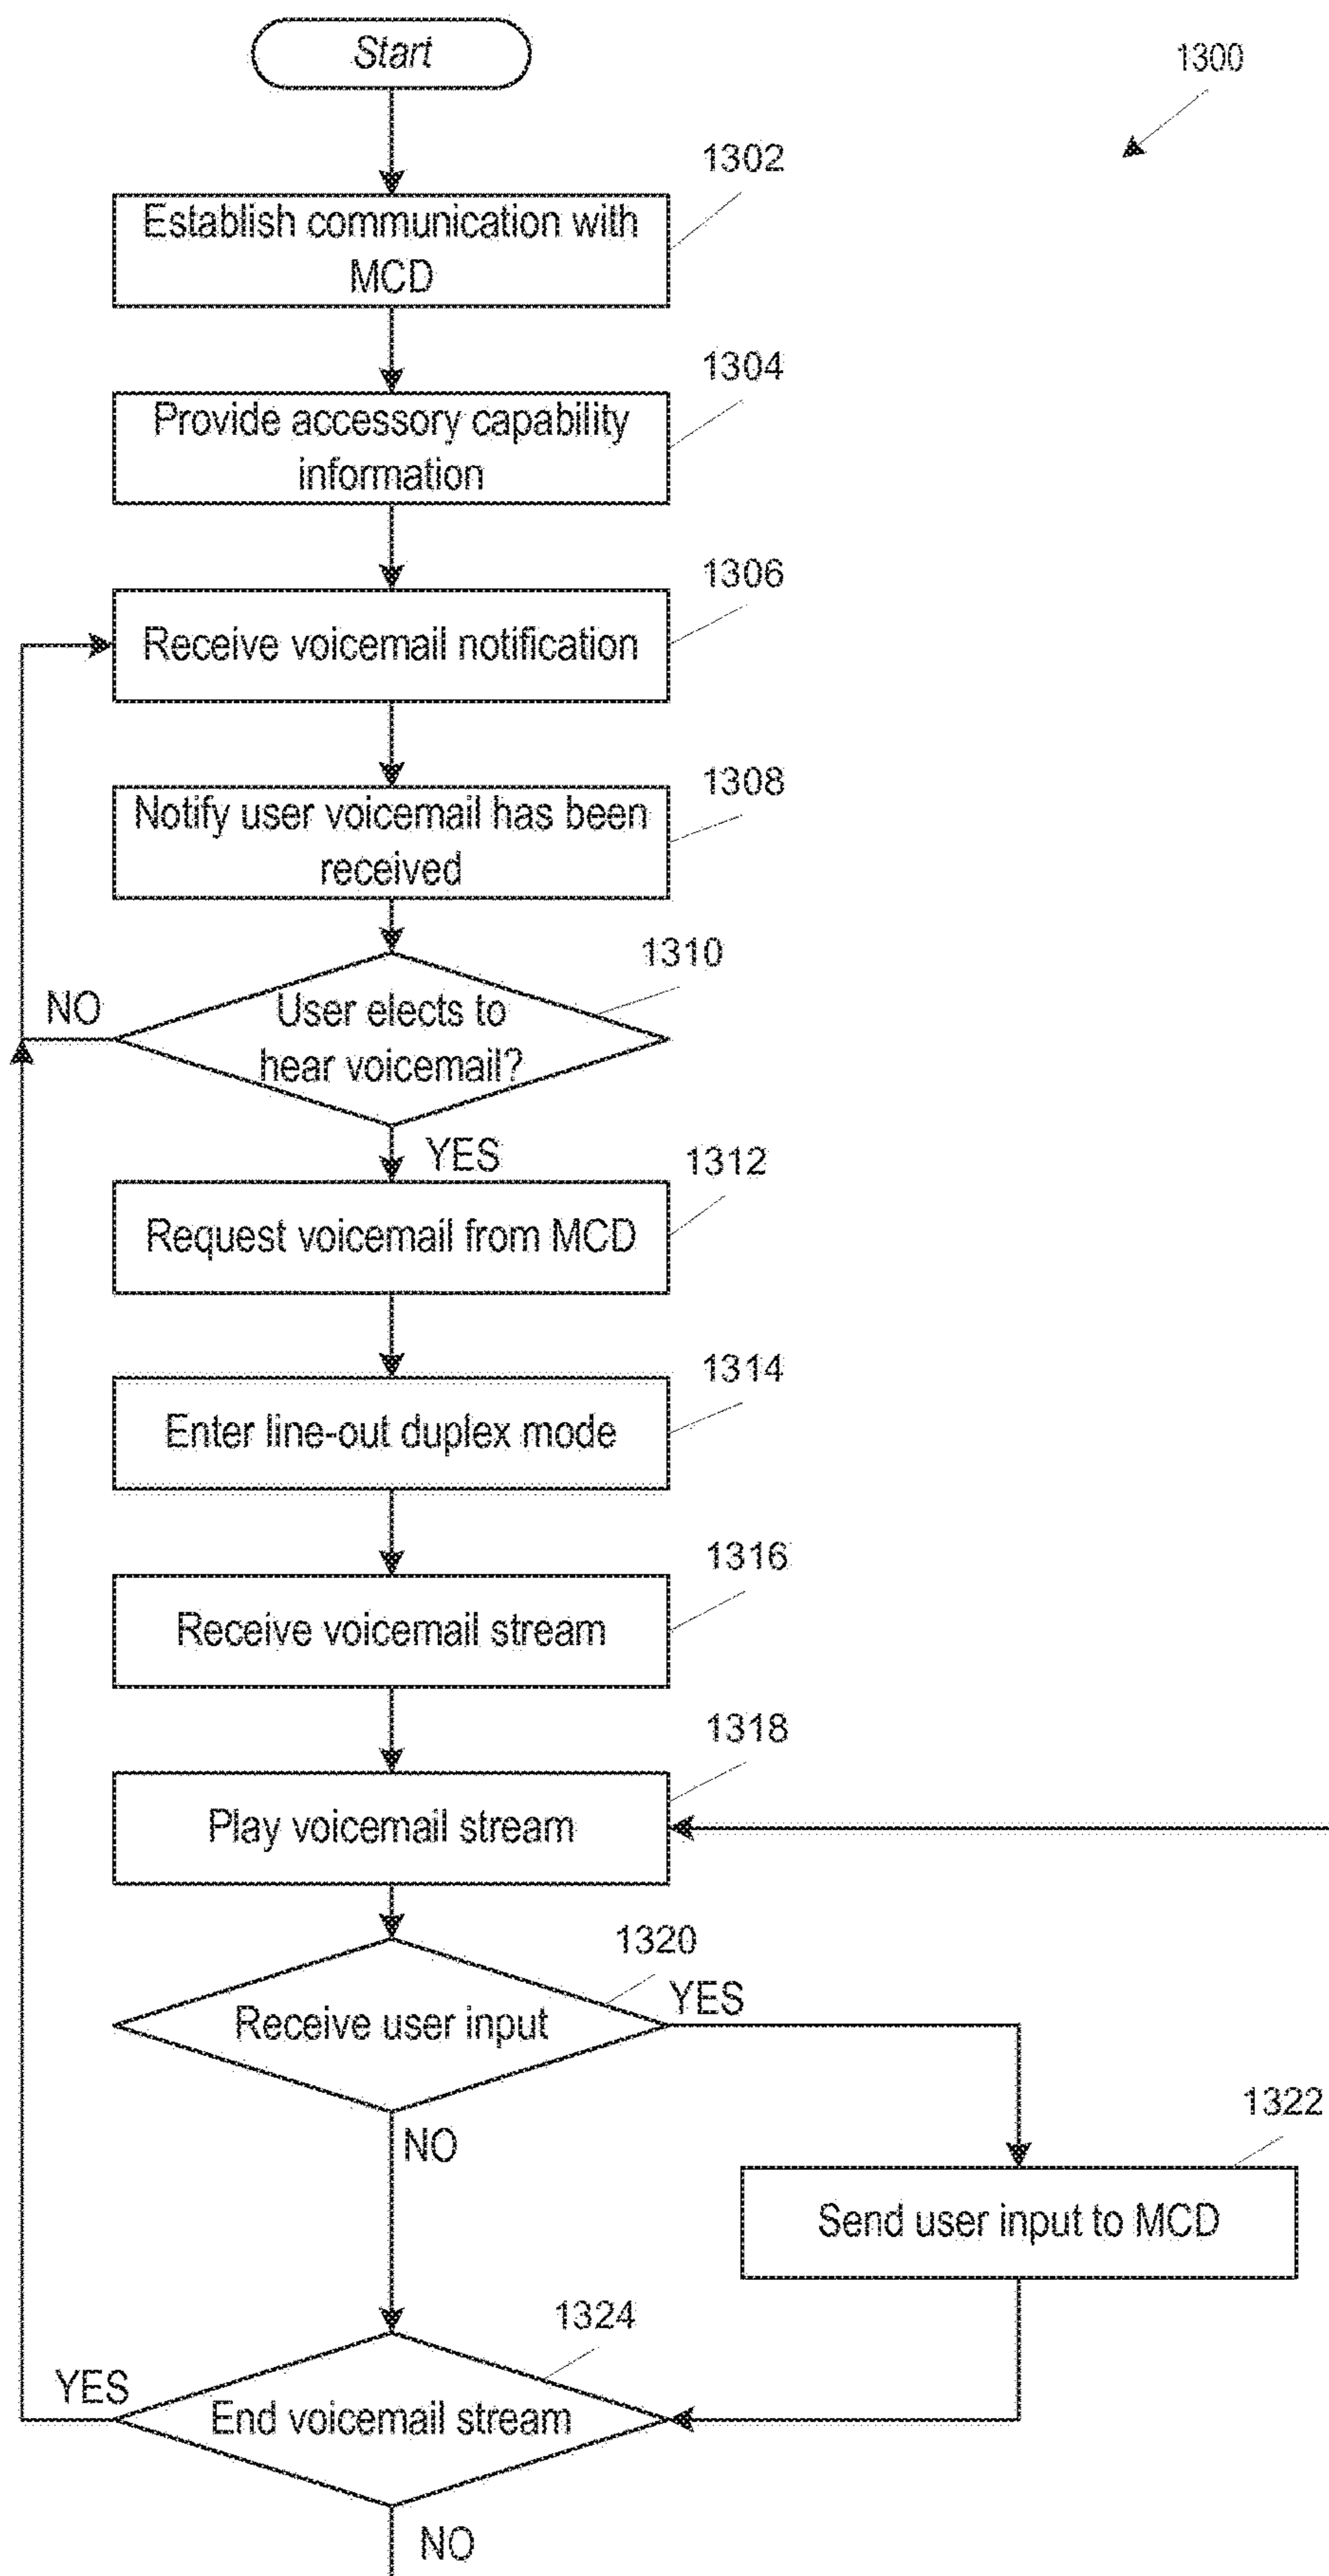 Start
1300
1302
Establish communication with
MCD
1304
Provide accessory capability
information
1306
Receive voicemail notification
1308
Notify user voicemail has been
received
1310
NO
User elects to
hear voicemail?
YES
1312
Request voicemail from MCD
1314
Enter line-out duplex mode
1316
Receive voicemail stream
1318
Play voicemail stream
1320
YES
Receive user input
NO
1322
Send user input to MCD
1324
YES
End voicemail stream
NO